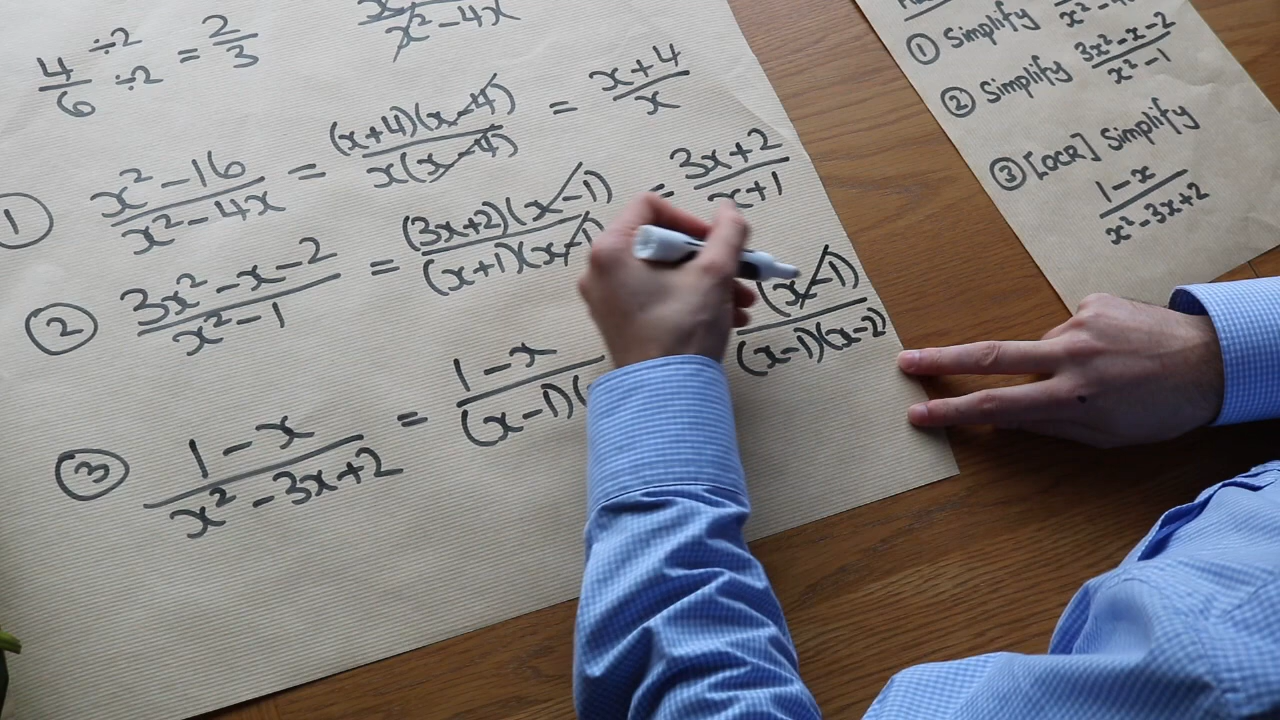 4 ÷2 = 2
6 ÷2 3
x² - 4x
① x² - 16 = (x+4)(x-4) = x+4
x² - 4x x(x-4) x
② 3x² - x - 2 = (3x+2)(x-1) = 3x+2
x² - 1 (x+1)(x-1) x+1
③ 1 - x = 1 - x (x-1)
x² - 3x + 2 (x-1)( (x-1)(x-2)
① Simplify
② Simplify 3x² - x - 2
x² - 1
③ [OCR] Simplify
1 - x
x² - 3x + 2